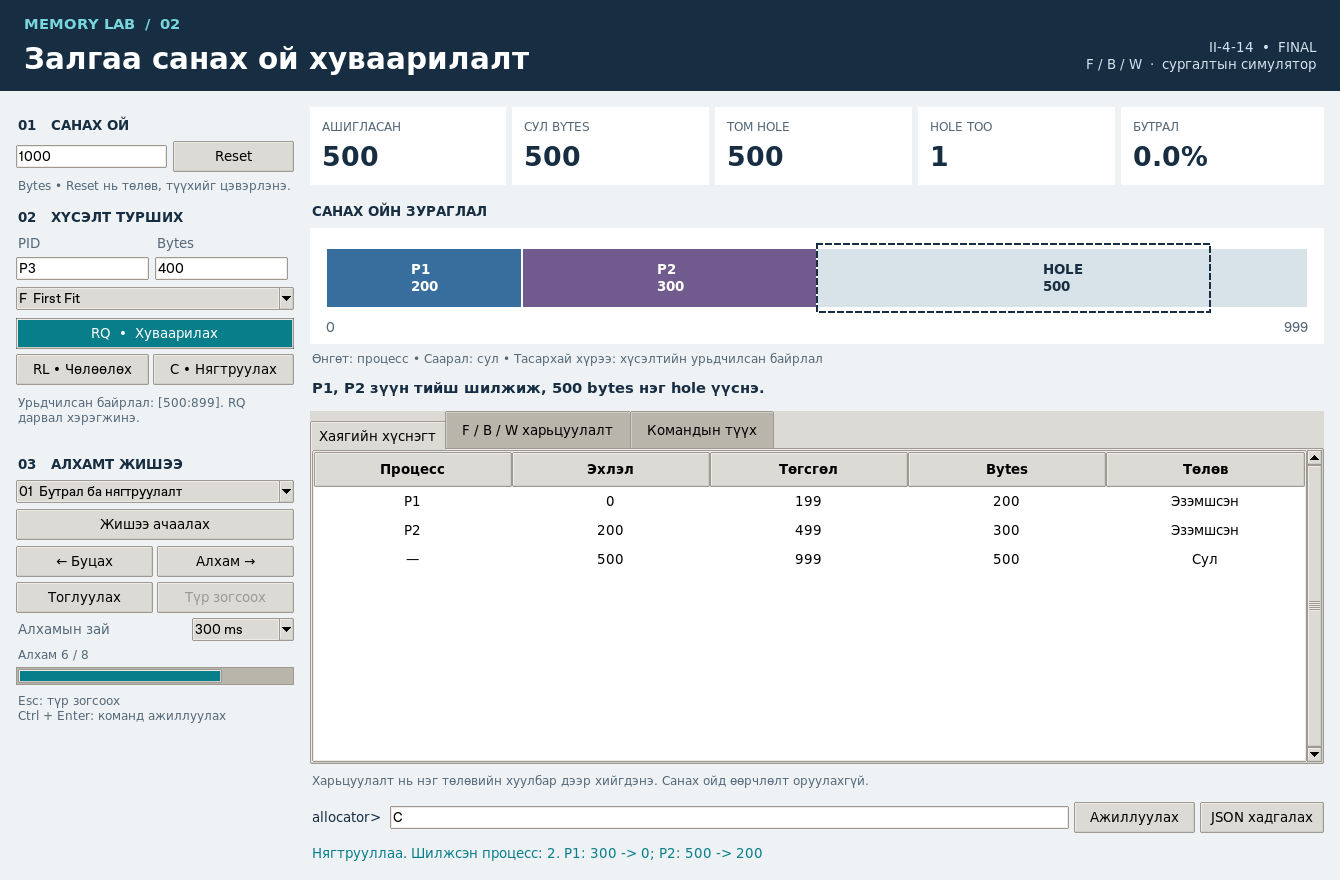 MEMORY LAB / 02
Залгаа санах ой хуваарилалт
II-4-14 • FINAL
F / B / W · сургалтын симулятор
01 САНАХ ОЙ
1000
Reset
Bytes • Reset нь төлөв, түүхийг цэвэрлэнэ.
02 ХҮСЭЛТ ТУРШИХ
PID
Bytes
P3
400
F First Fit
RQ • Хуваарилах
RL • Чөлөөлөх
C • Нягтруулах
Урьдчилсан байрлал: [500:899]. RQ
дарвал хэрэгжинэ.
03 АЛХАМТ ЖИШЭЭ
01 Бутрал ба нягтруулалт
Жишээ ачаалах
← Буцах
Алхам →
Тоглуулах
Түр зогсоох
Алхамын зай
300 ms
Алхам 6 / 8
Esc: түр зогсоох
Ctrl + Enter: команд ажиллуулах
АШИГЛАСАН
500
СУЛ BYTES
500
ТОМ HOLE
500
HOLE ТОО
1
БУТРАЛ
0.0%
САНАХ ОЙН ЗУРАГЛАЛ
P1
200
P2
300
HOLE
500
0
999
Өнгөт: процесс • Саарал: сул • Тасархай хүрээ: хүсэлтийн урьдчилсан байрлал
P1, P2 зүүн тийш шилжиж, 500 bytes нэг hole үүснэ.
Хаягийн хүснэгт
F / B / W харьцуулалт
Командын түүх
Процесс Эхлэл Төгсгөл Bytes Төлөв
P1 0 199 200 Эзэмшсэн
P2 200 499 300 Эзэмшсэн
— 500 999 500 Сул
Харьцуулалт нь нэг төлөвийн хуулбар дээр хийгдэнэ. Санах ойд өөрчлөлт оруулахгүй.
allocator> C
Ажиллуулах
JSON хадгалах
Нягтрууллаа. Шилжсэн процесс: 2. P1: 300 -> 0; P2: 500 -> 200